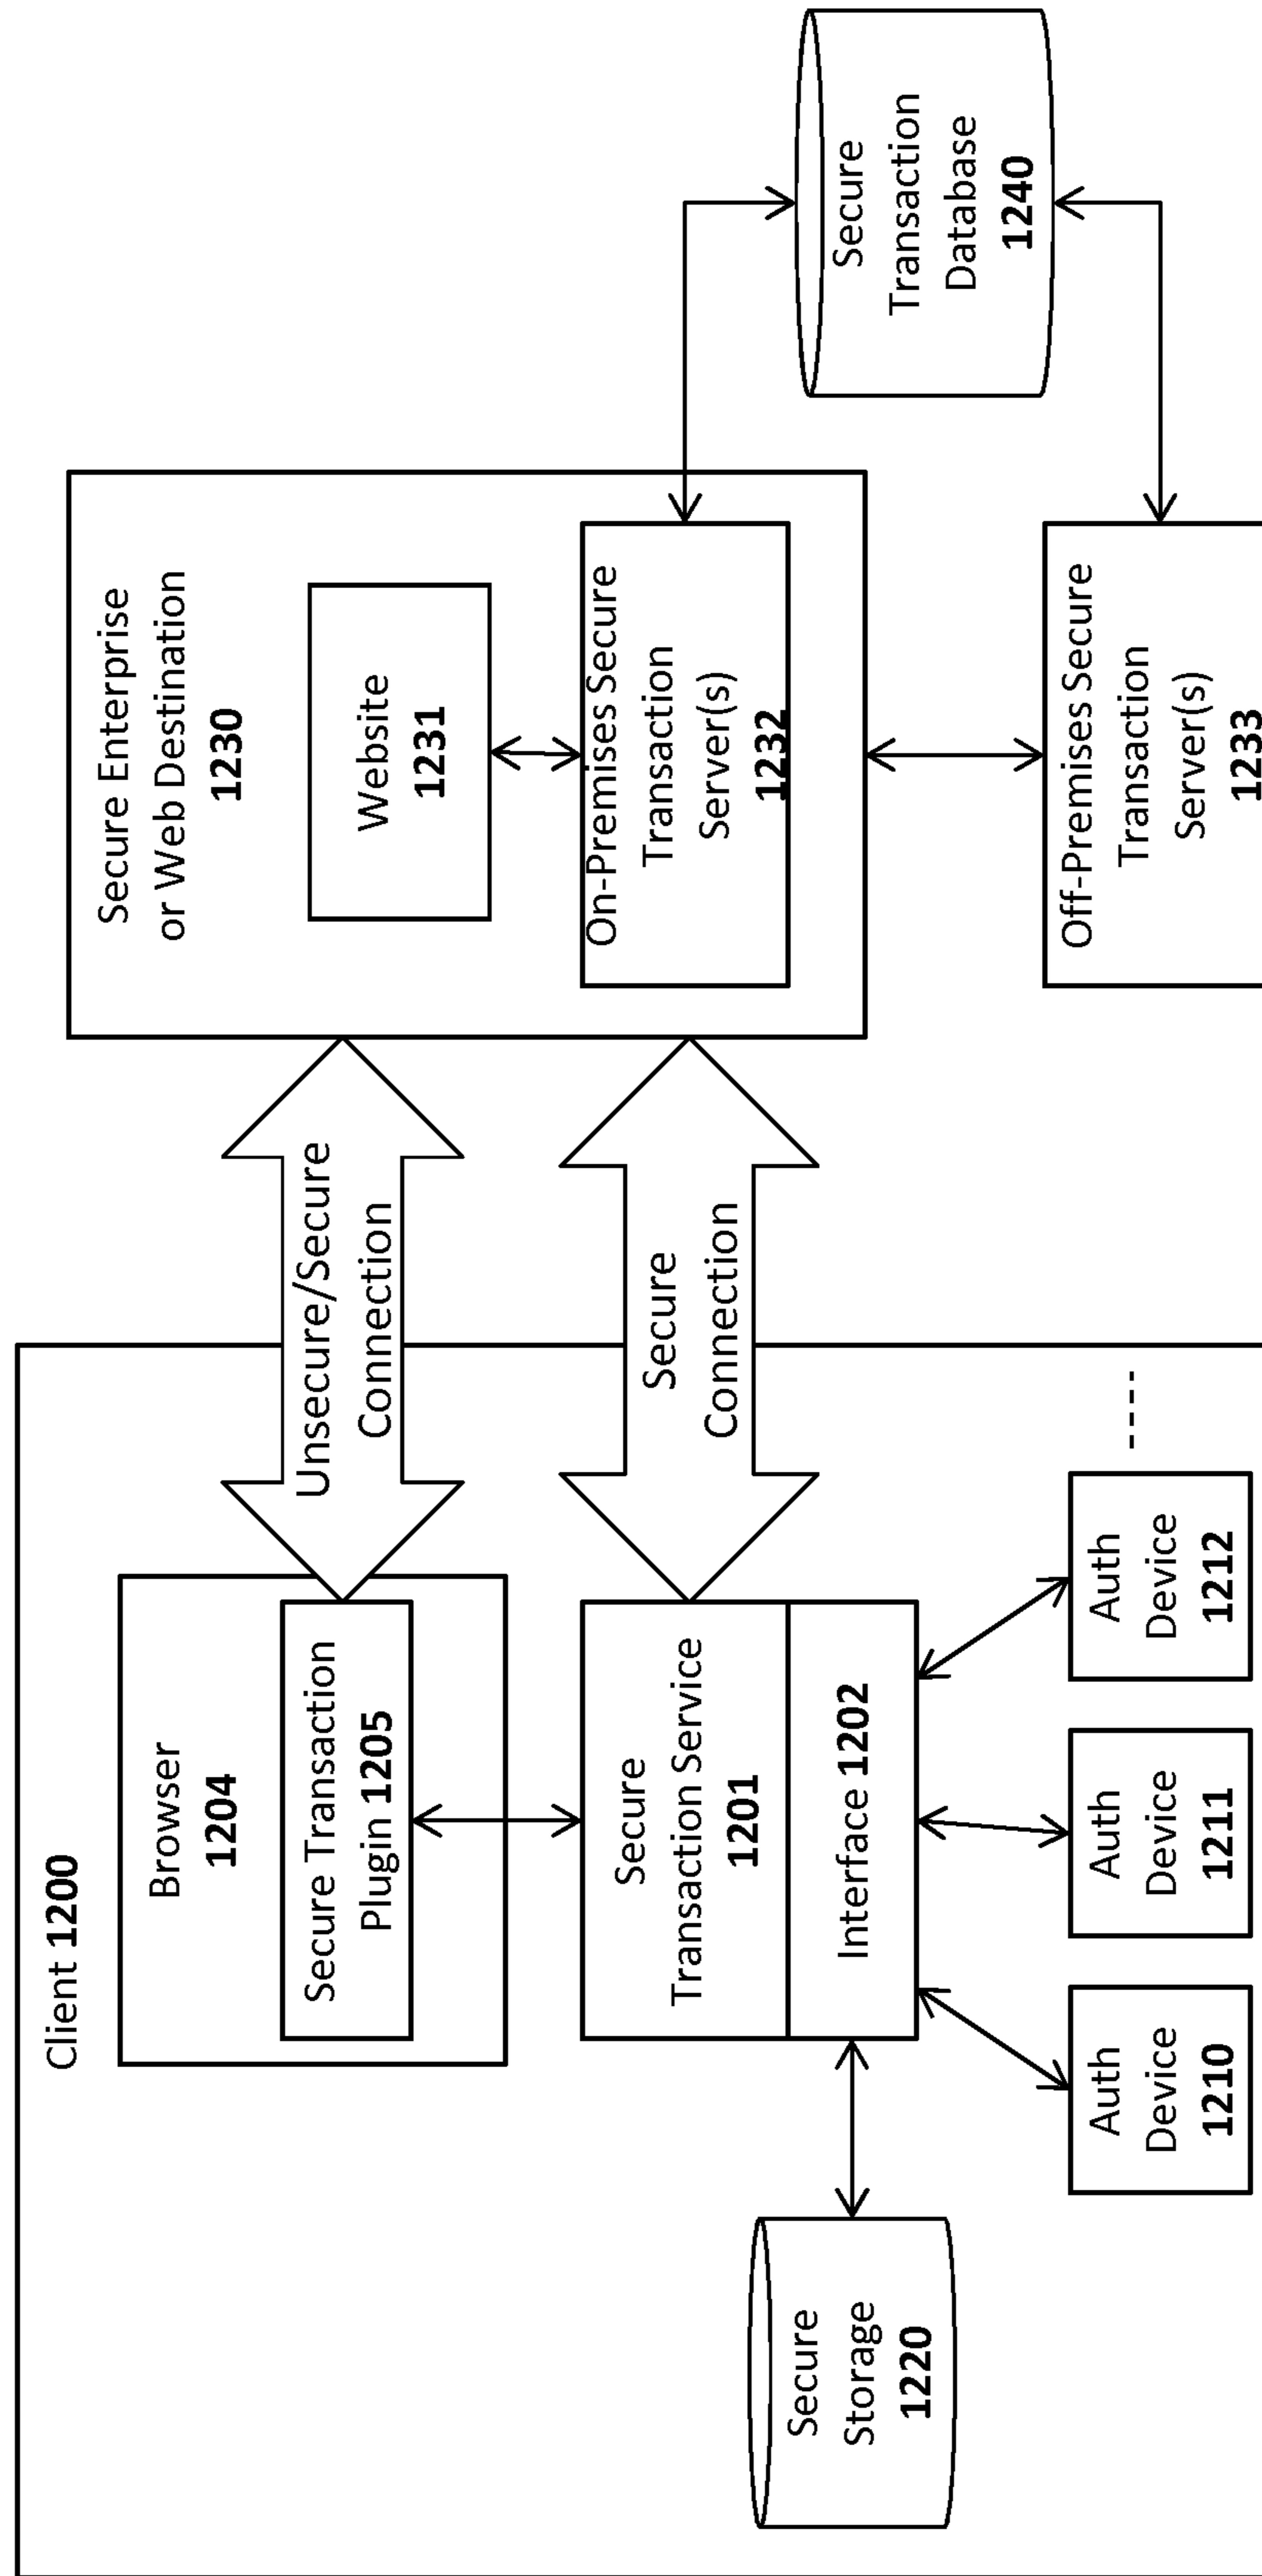 Client 1200
Browser
1204
Secure Transaction
Plugin 1205
Secure
Transaction Service
1201
Interface 1202
Secure
Storage
1220
Auth
Device
1210
Auth
Device
1211
Auth
Device
1212
Unsecure/Secure
Connection
Secure
Connection
Secure Enterprise
or Web Destination
1230
Website
1231
On-Premises Secure
Transaction
Server(s)
1232
Off-Premises Secure
Transaction
Server(s)
1233
Secure
Transaction
Database
1240